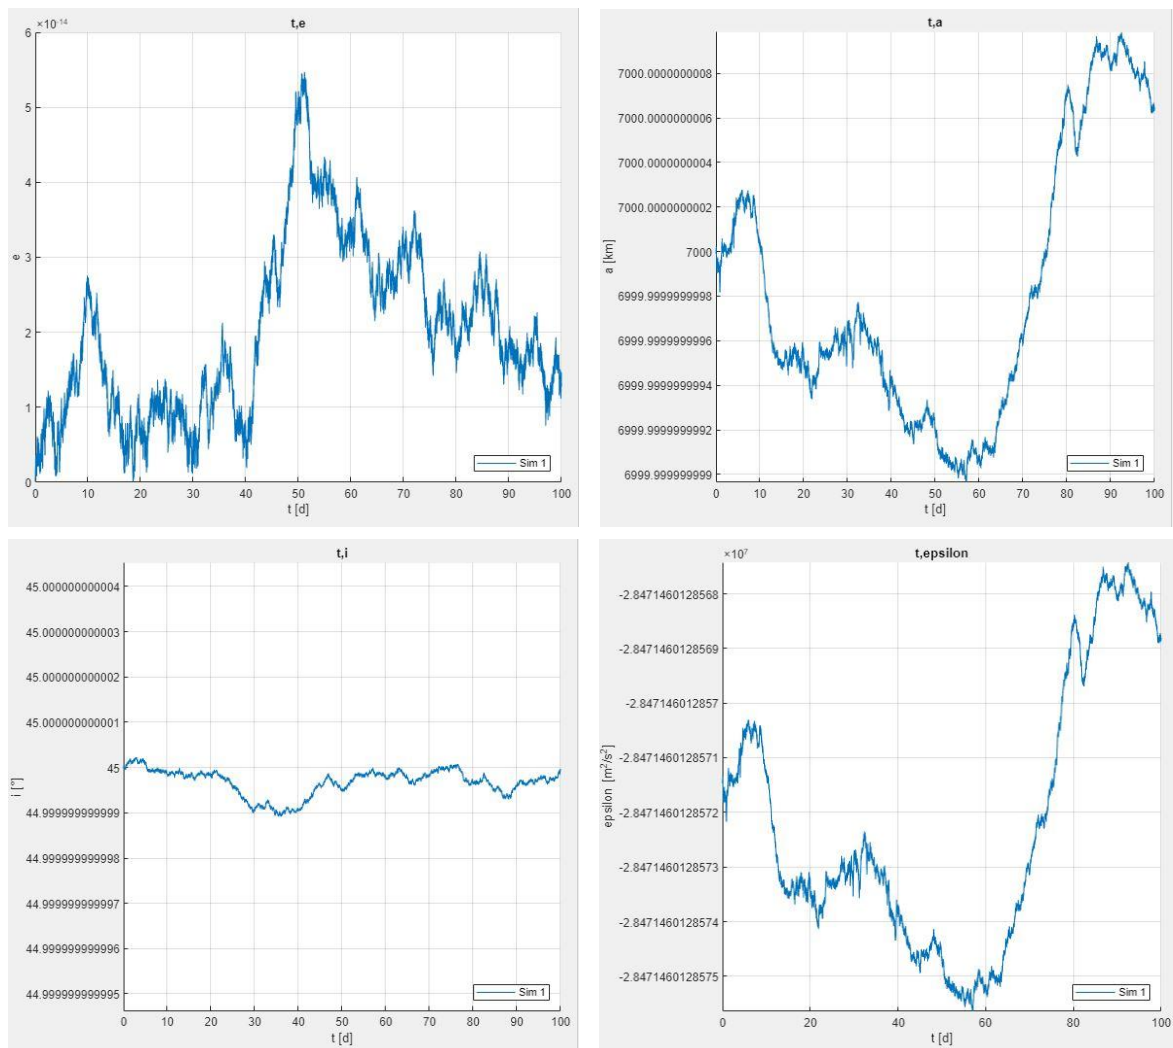 t,e
×10⁻¹⁴
6
5
4
3
2
1
0
e
0 10 20 30 40 50 60 70 80 90 100
t [d]
Sim 1
t,a
7000.0000000008
7000.0000000006
7000.0000000004
7000.0000000002
7000
6999.9999999998
6999.9999999996
6999.9999999994
6999.9999999992
6999.999999999
a [km]
0 10 20 30 40 50 60 70 80 90 100
t [d]
Sim 1
t,i
45.000000000004
45.000000000003
45.000000000002
45.000000000001
45
44.999999999999
44.999999999998
44.999999999997
44.999999999996
44.999999999995
i [º]
0 10 20 30 40 50 60 70 80 90 100
t [d]
Sim 1
t,epsilon
×10⁷
-2.8471460128568
-2.8471460128569
-2.847146012857
-2.8471460128571
-2.8471460128572
-2.8471460128573
-2.8471460128574
-2.8471460128575
epsilon [m²/s²]
0 20 40 60 80 100
t [d]
Sim 1